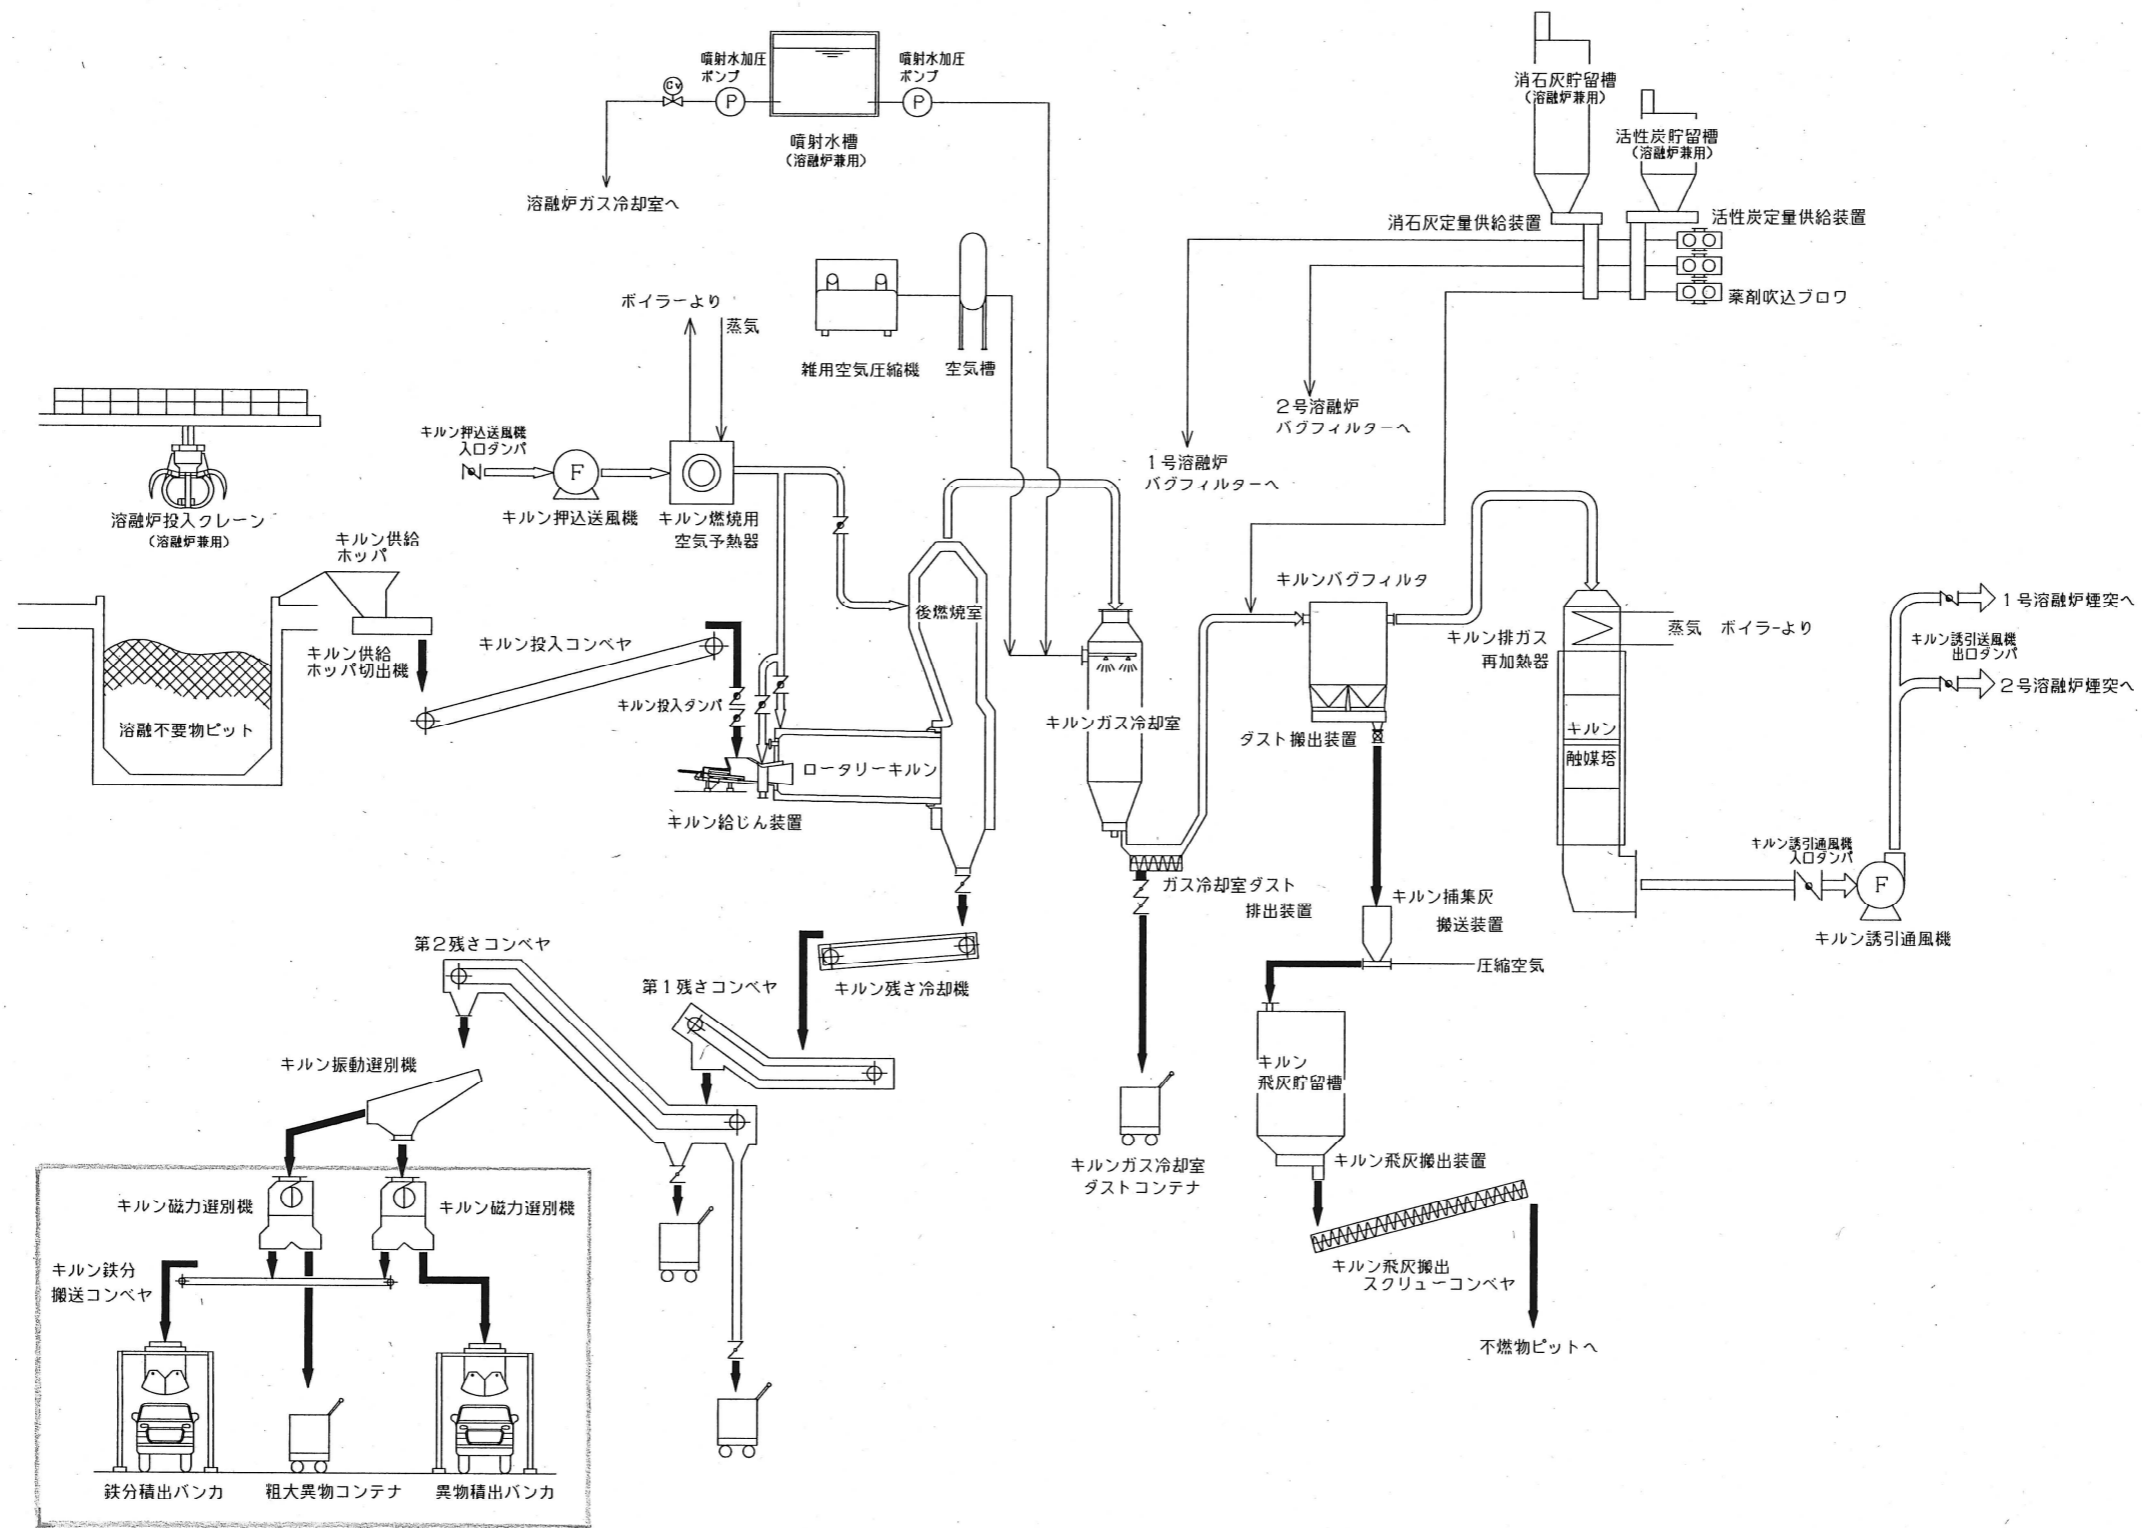 噴射水加圧
ポンプ
噴射水加圧
ポンプ
Cv
P
P
噴射水槽
(溶融炉兼用)
溶融炉ガス冷却室へ
消石灰貯留槽
(溶融炉兼用)
活性炭貯留槽
(溶融炉兼用)
消石灰定量供給装置
活性炭定量供給装置
薬剤吹込ブロワ
ボイラーより
蒸気
雑用空気圧縮機
空気槽
2号溶融炉
バグフィルターへ
1号溶融炉
バグフィルターへ
溶融炉投入クレーン
(溶融炉兼用)
キルン押込送風機
入口ダンパ
F
キルン押込送風機
キルン燃焼用
空気予熱器
キルン供給
ホッパ
キルン供給
ホッパ切出機
溶融不要物ピット
キルン投入コンベヤ
キルン投入ダンパ
後燃焼室
ロータリーキルン
キルン給じん装置
キルンガス冷却室
キルンバグフィルタ
ダスト搬出装置
キルン排ガス
再加熱器
蒸気 ボイラーより
キルン
触媒塔
1号溶融炉煙突へ
キルン誘引送風機
出口ダンパ
2号溶融炉煙突へ
キルン誘引通風機
入口ダンパ
F
キルン誘引通風機
ガス冷却室ダスト
排出装置
キルン捕集灰
搬送装置
圧縮空気
第2残さコンベヤ
第1残さコンベヤ
キルン残さ冷却機
キルン振動選別機
キルン
飛灰貯留槽
キルンガス冷却室
ダストコンテナ
キルン飛灰搬出装置
キルン磁力選別機
キルン磁力選別機
キルン鉄分
搬送コンベヤ
キルン飛灰搬出
スクリューコンベヤ
不燃物ピットへ
鉄分積出バンカ
粗大異物コンテナ
異物積出バンカ